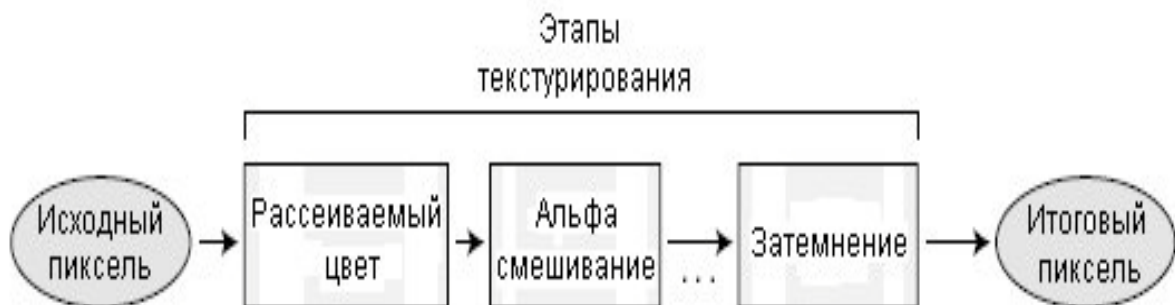 Этапы
текстурирования
Исходный
пиксель
Рассеиваемый
цвет
Альфа
смешивание
...
Затемнение
Итоговый
пиксель